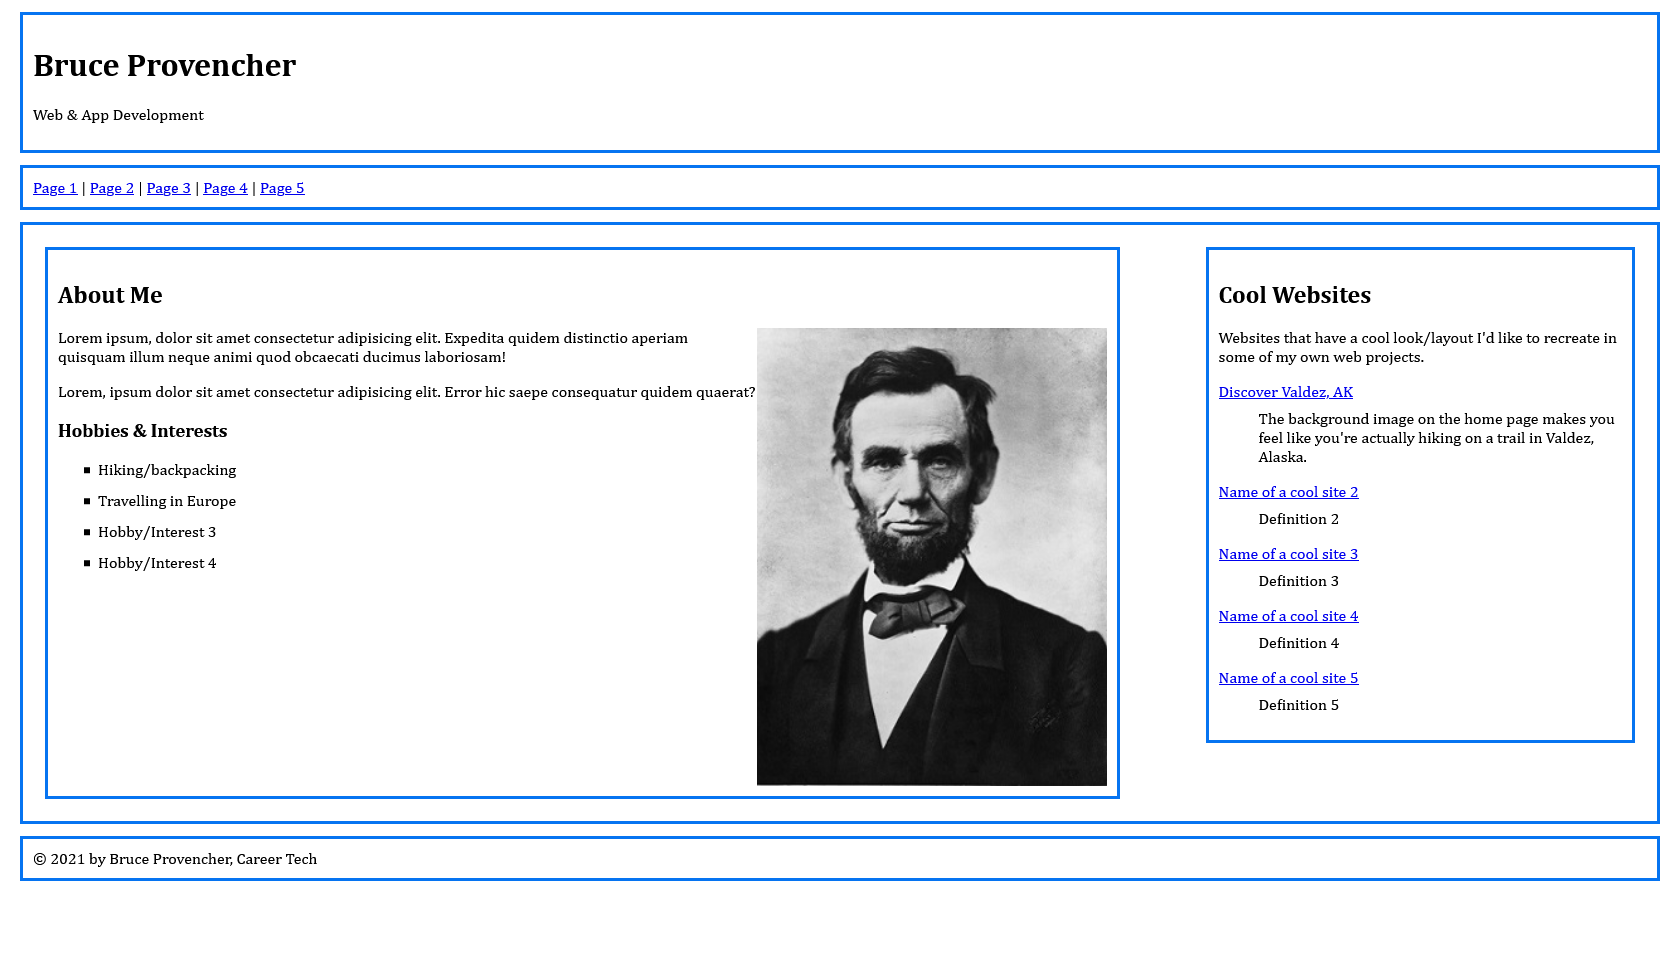 Bruce Provencher
Web & App Development
Page 1 | Page 2 | Page 3 | Page 4 | Page 5
About Me
Lorem ipsum, dolor sit amet consectetur adipisicing elit. Expedita quidem distinctio aperiam
quisquam illum neque animi quod obcaecati ducimus laboriosam!
Lorem, ipsum dolor sit amet consectetur adipisicing elit. Error hic saepe consequatur quidem quaerat?
Hobbies & Interests
Hiking/backpacking
Travelling in Europe
Hobby/Interest 3
Hobby/Interest 4
Cool Websites
Websites that have a cool look/layout I'd like to recreate in
some of my own web projects.
Discover Valdez, AK
The background image on the home page makes you
feel like you're actually hiking on a trail in Valdez,
Alaska.
Name of a cool site 2
Definition 2
Name of a cool site 3
Definition 3
Name of a cool site 4
Definition 4
Name of a cool site 5
Definition 5
© 2021 by Bruce Provencher, Career Tech